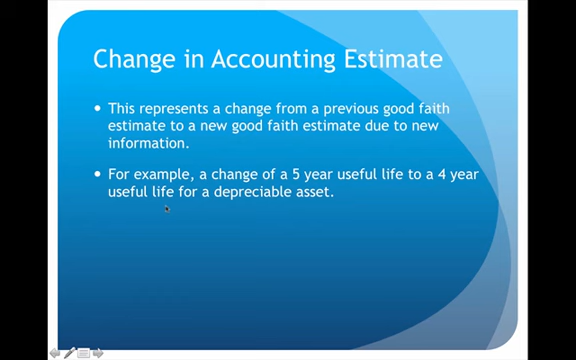 Change in Accounting Estimate
• This represents a change from a previous good faith
estimate to a new good faith estimate due to new
information.
• For example, a change of a 5 year useful life to a 4 year
useful life for a depreciable asset.